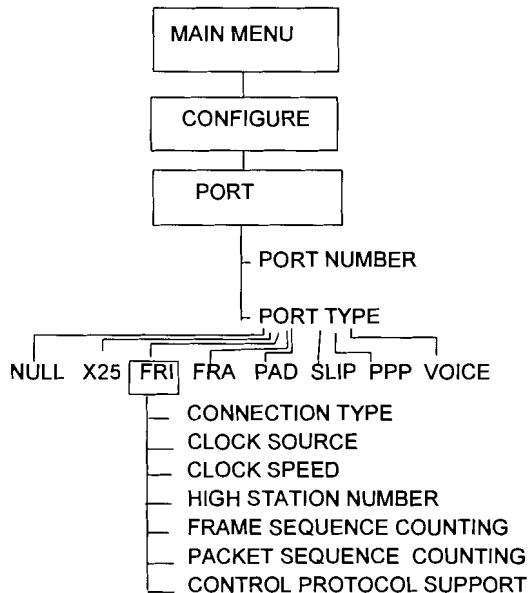 MAIN MENU
CONFIGURE
PORT
PORT NUMBER
PORT TYPE
NULL X25 FRI FRA PAD SLIP PPP VOICE
CONNECTION TYPE
CLOCK SOURCE
CLOCK SPEED
HIGH STATION NUMBER
FRAME SEQUENCE COUNTING
PACKET SEQUENCE COUNTING
CONTROL PROTOCOL SUPPORT